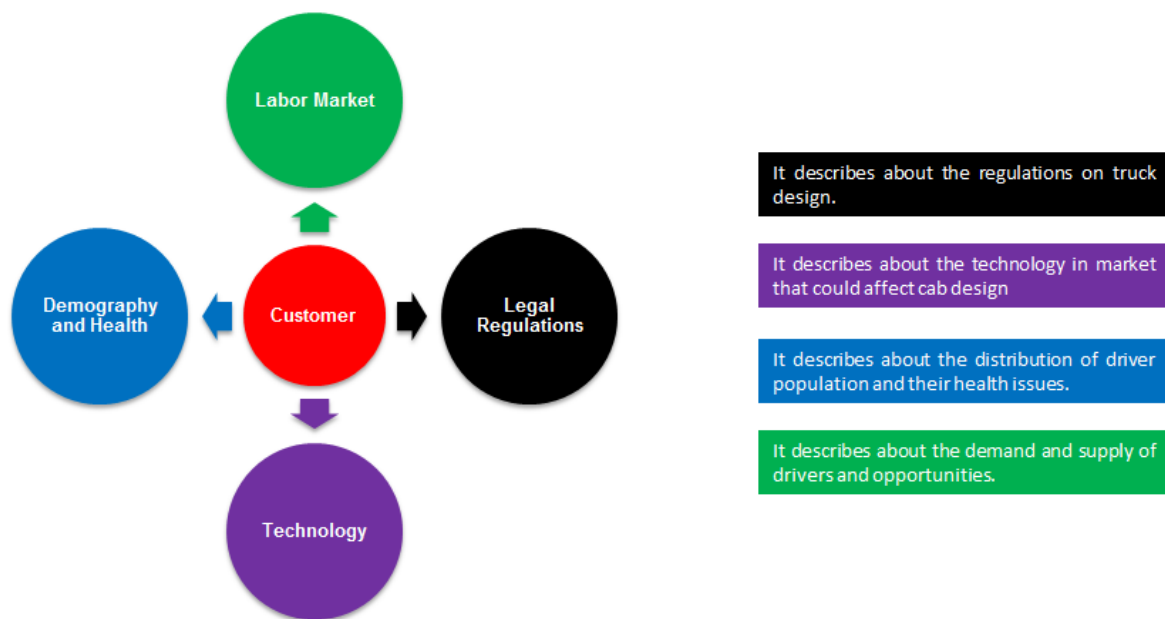 Labor Market
Demography
and Health
Customer
Legal
Regulations
Technology
It describes about the regulations on truck
design.
It describes about the technology in market
that could affect cab design
It describes about the distribution of driver
population and their health issues.
It describes about the demand and supply of
drivers and opportunities.